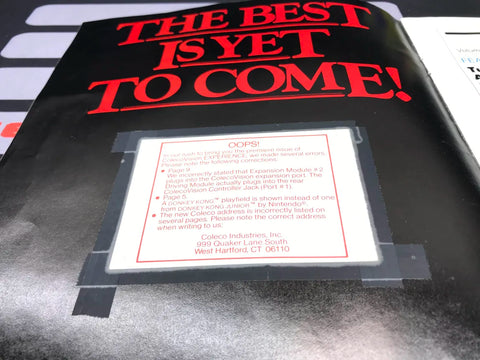 THE BEST
IS YET
TO COME!
OOPS!
In our rush to bring you the premiere issue of
ColecoVision EXPERIENCE, we made several errors.
Please note the following corrections:
• Page 9
We incorrectly stated that Expansion Module #2
plugs into the ColecoVision expansion port. The
Driving Module actually plugs into the rear
ColecoVision Controller Jack (Port #1).
• Page 5
A DONKEY KONG™ playfield is shown instead of one
from DONKEY KONG JUNIOR™ by Nintendo®.
• The new Coleco address is incorrectly listed on
several pages. Please note the correct address
when writing to us.
Coleco Industries, Inc.
999 Quaker Lane South
West Hartford, CT 06110